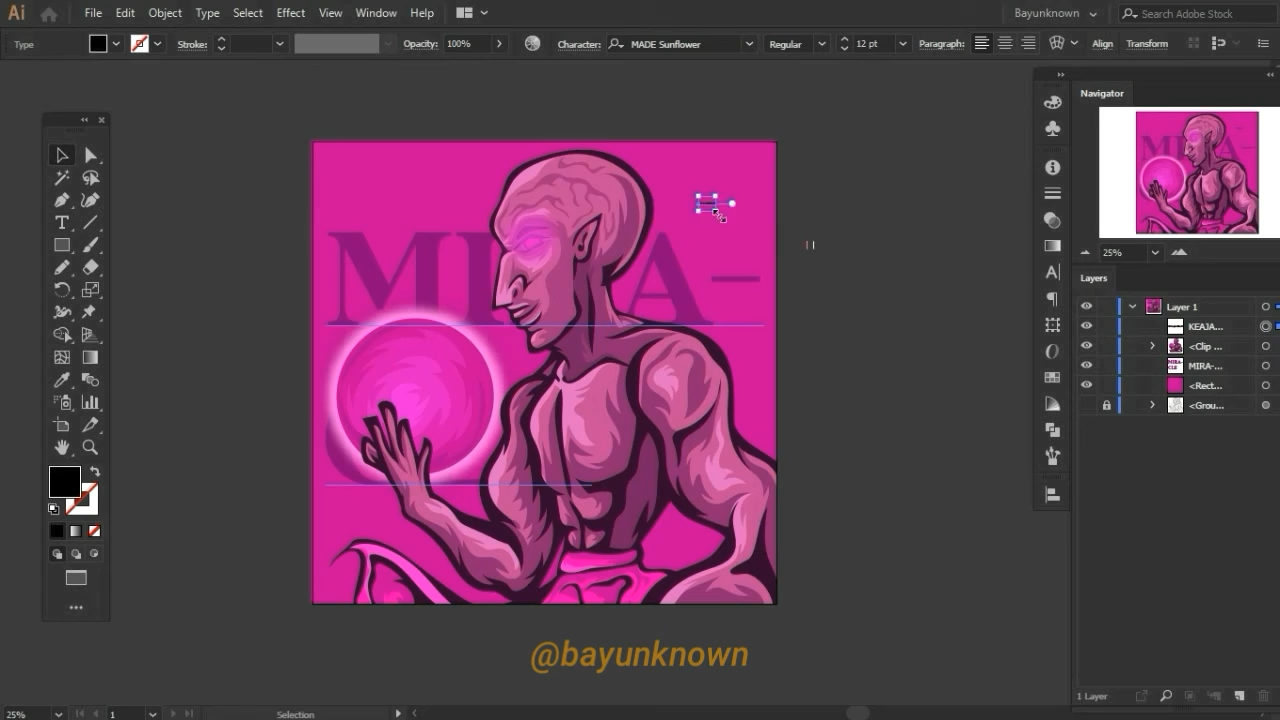 Ai File Edit Object Type Select Effect View Window Help Bayunknown Search Adobe Stock
Type Stroke: Opacity: 100% Character: MADE Sunflower Regular 12 pt Paragraph: Align Transform
Navigator
MIRA-
25%
Layers
Layer 1
KEAJA...
<Clip ...
MIRA-...
<Rect...
<Grou...
@bayunknown
1 Layer
25% 1 Selection